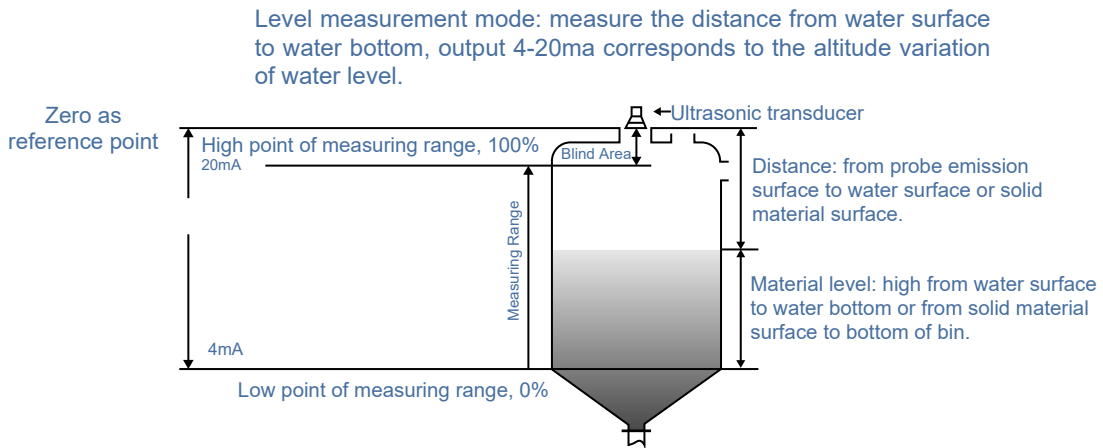 Level measurement mode: measure the distance from water surface
to water bottom, output 4-20ma corresponds to the altitude variation
of water level.
Zero as
reference point
Ultrasonic transducer
High point of measuring range, 100%
20mA
Blind Area
Distance: from probe emission
surface to water surface or solid
material surface.
Measuring Range
Material level: high from water surface
to water bottom or from solid material
surface to bottom of bin.
4mA
Low point of measuring range, 0%